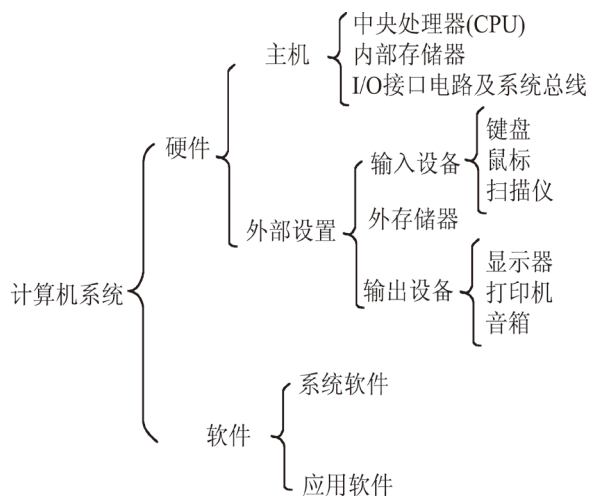 中央处理器(CPU)
主机
内部存储器
I/O接口电路及系统总线
硬件
键盘
输入设备
鼠标
扫描仪
外部设置
外存储器
显示器
输出设备
打印机
音箱
计算机系统
系统软件
软件
应用软件